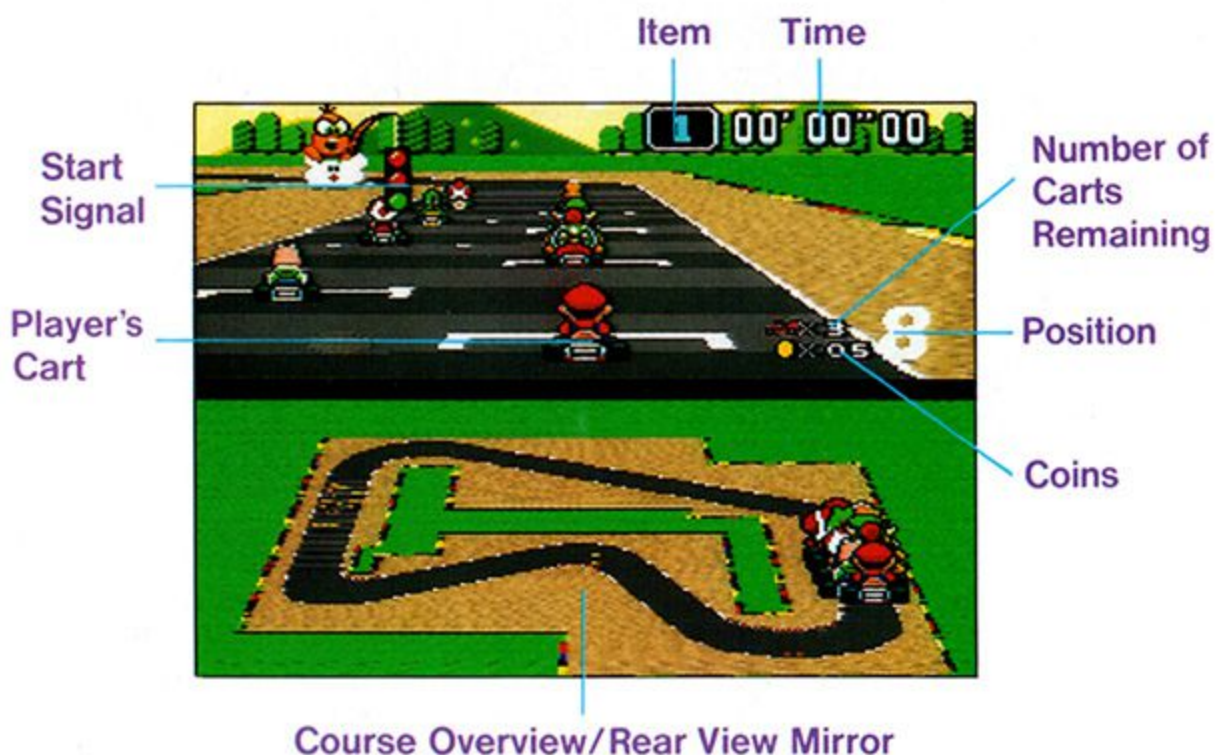 Item Time
1 00' 00"00
Start
Signal
Number of
Carts
Remaining
Player's
Cart
×3
×05
8
Position
Coins
Course Overview/Rear View Mirror